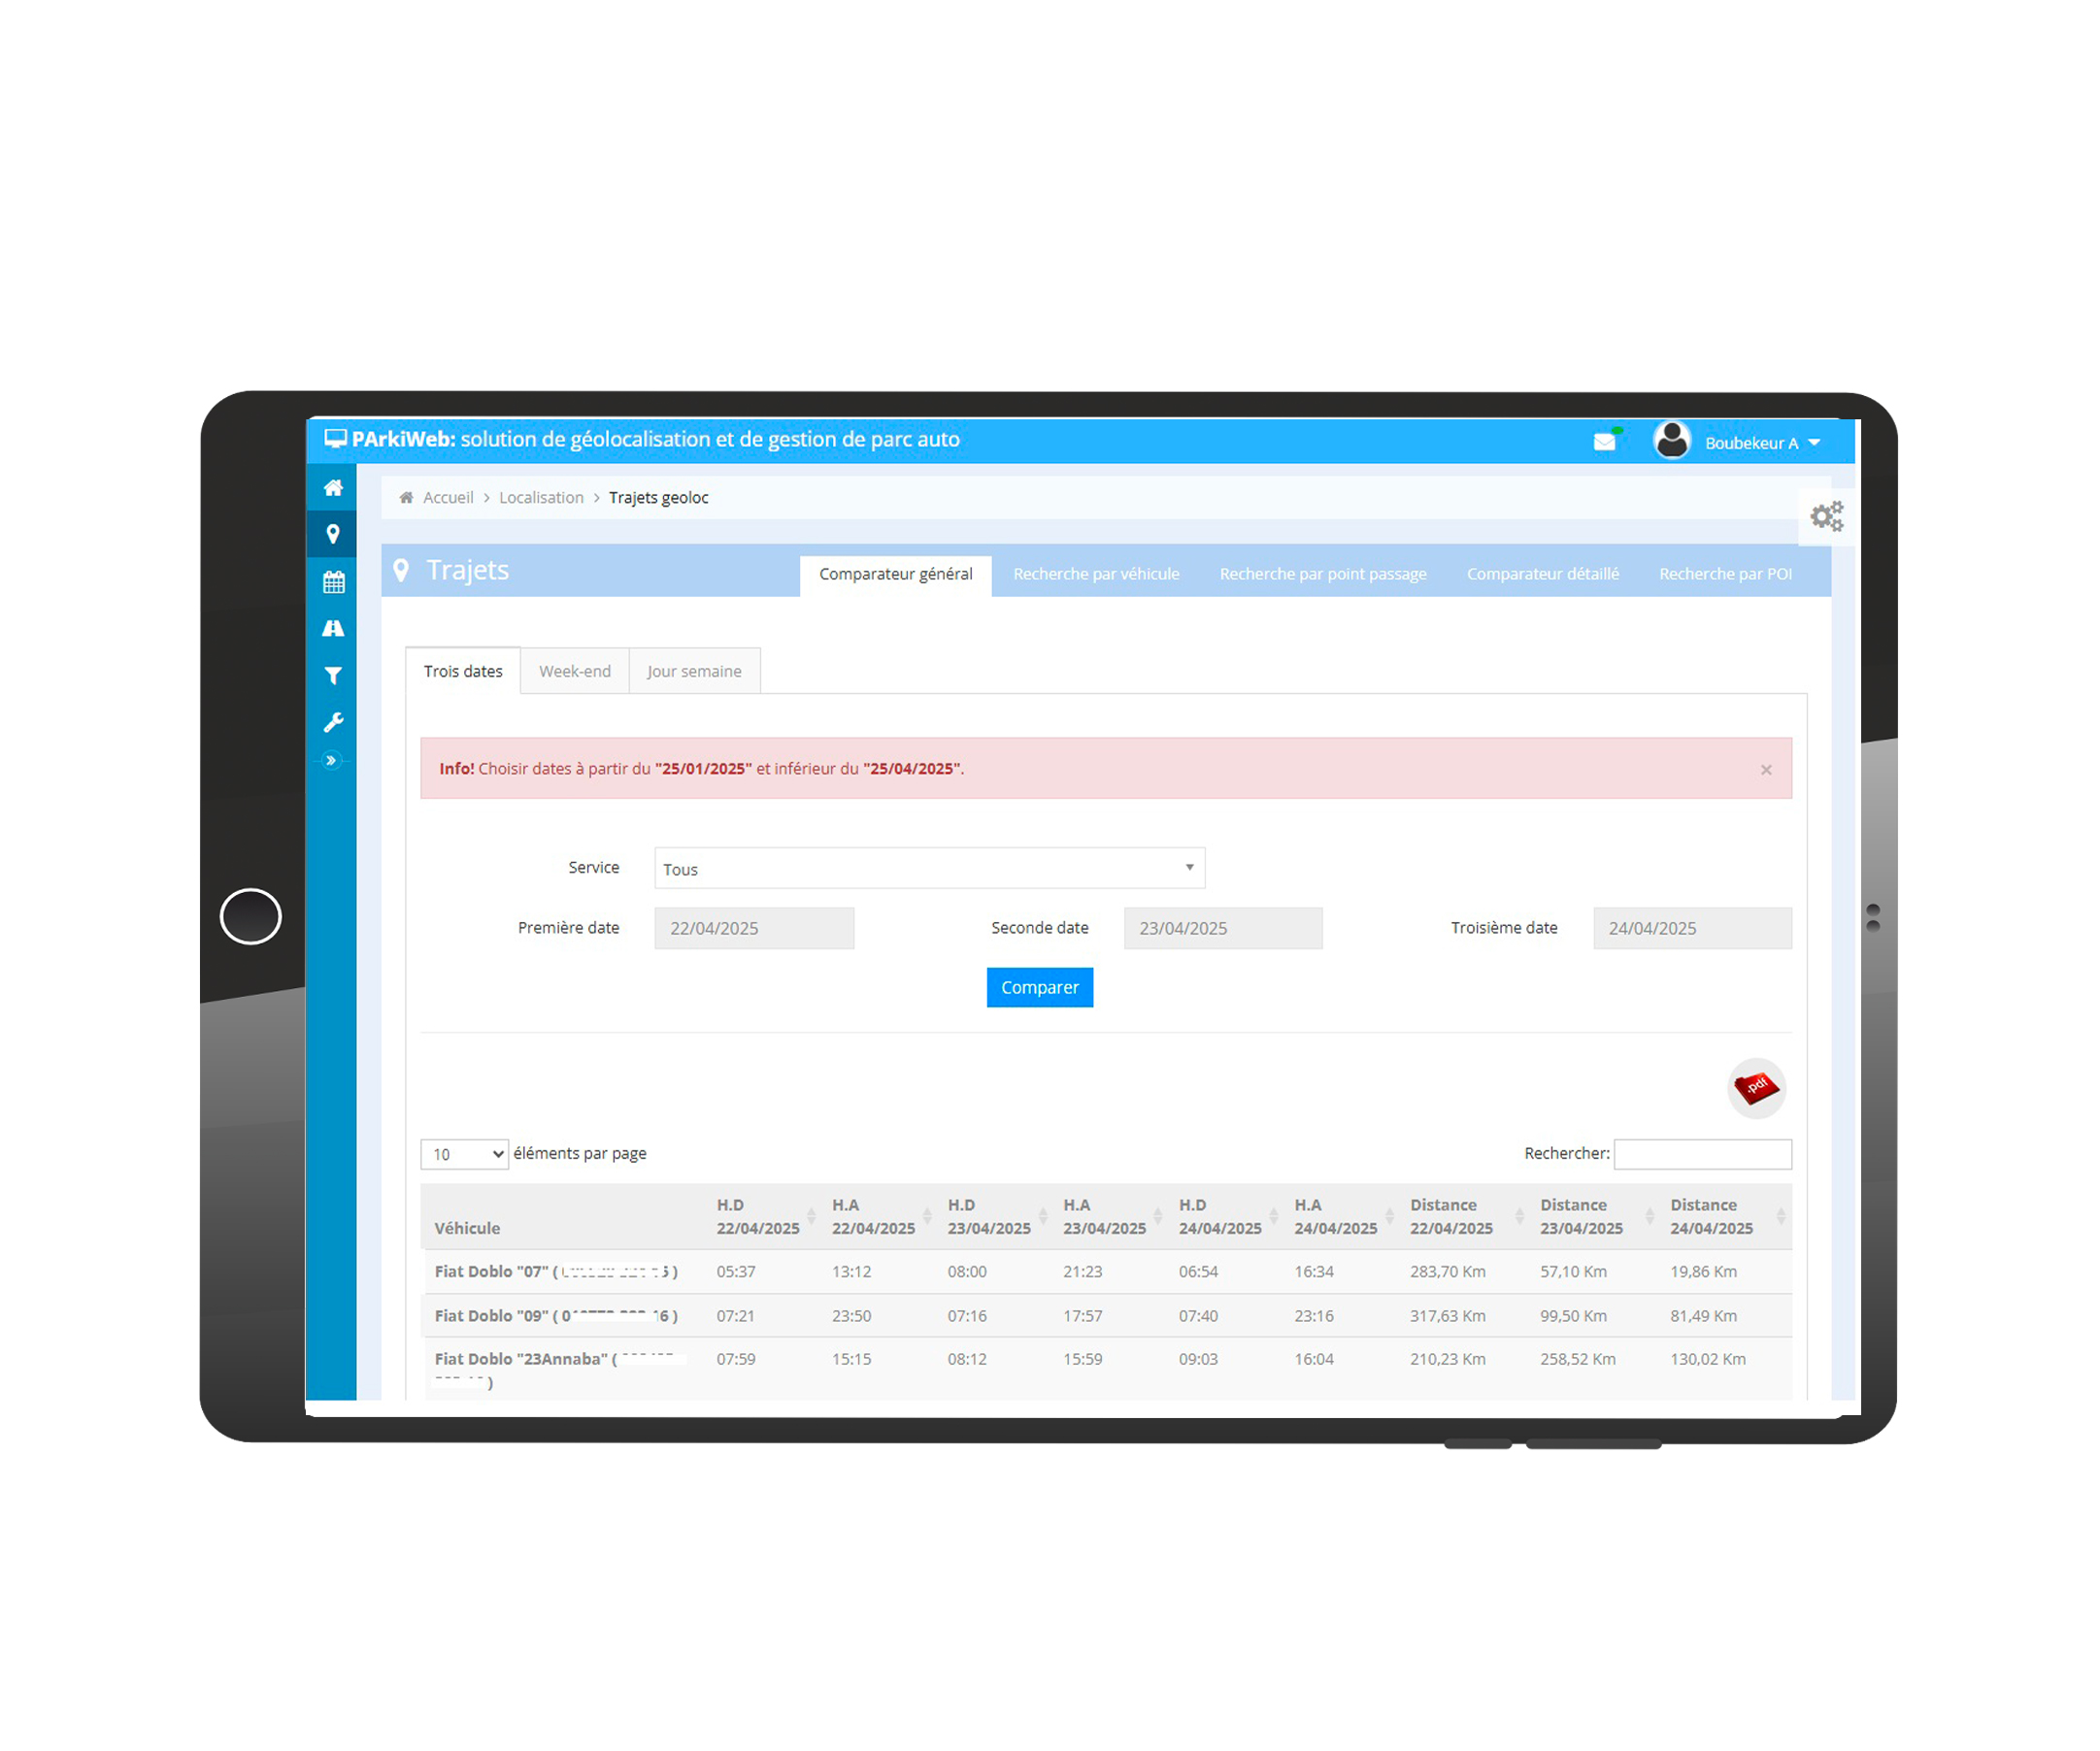 PArkiWeb: solution de géolocalisation et de gestion de parc auto
Boubekeur A
Accueil > Localisation > Trajets geoloc
Trajets
Comparateur général
Recherche par véhicule
Recherche par point passage
Comparateur détaillé
Recherche par POI
Trois dates
Week-end
Jour semaine
Info! Choisir dates à partir du "25/01/2025" et inférieur du "25/04/2025".
×
Service
Tous
Première date
22/04/2025
Seconde date
23/04/2025
Troisième date
24/04/2025
Comparer
.pdf
10 éléments par page
Rechercher:
Véhicule
H.D 22/04/2025
H.A 22/04/2025
H.D 23/04/2025
H.A 23/04/2025
H.D 24/04/2025
H.A 24/04/2025
Distance 22/04/2025
Distance 23/04/2025
Distance 24/04/2025
Fiat Doblo "07" ( ) 05:37 13:12 08:00 21:23 06:54 16:34 283,70 Km 57,10 Km 19,86 Km
Fiat Doblo "09" ( ) 07:21 23:50 07:16 17:57 07:40 23:16 317,63 Km 99,50 Km 81,49 Km
Fiat Doblo "23Annaba" ( ) 07:59 15:15 08:12 15:59 09:03 16:04 210,23 Km 258,52 Km 130,02 Km